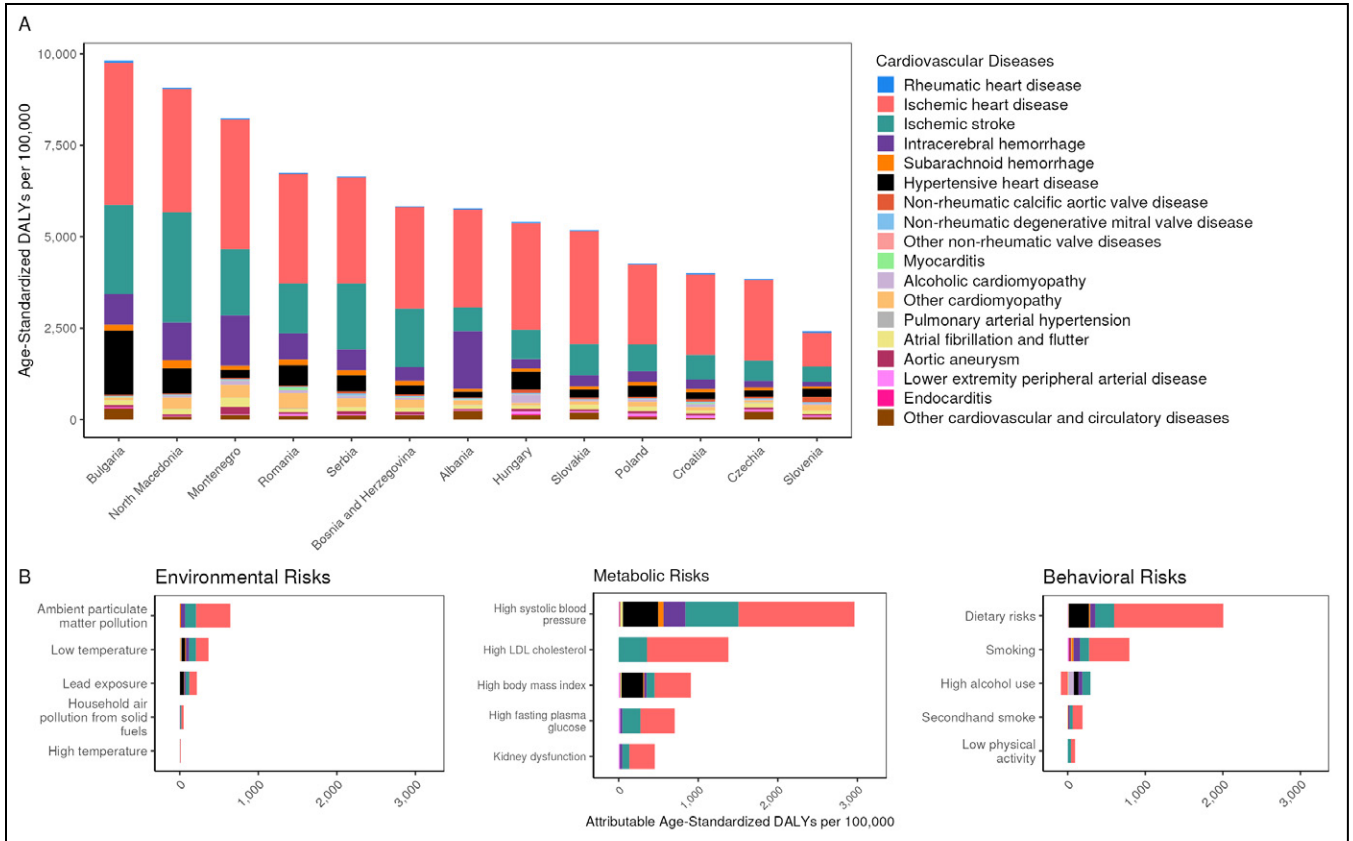 A
10,000
7,500
5,000
2,500
0
Age-Standardized DALYs per 100,000
Bulgaria
North Macedonia
Montenegro
Romania
Serbia
Bosnia and Herzegovina
Albania
Hungary
Slovakia
Poland
Croatia
Czechia
Slovenia
Cardiovascular Diseases
Rheumatic heart disease
Ischemic heart disease
Ischemic stroke
Intracerebral hemorrhage
Subarachnoid hemorrhage
Hypertensive heart disease
Non-rheumatic calcific aortic valve disease
Non-rheumatic degenerative mitral valve disease
Other non-rheumatic valve diseases
Myocarditis
Alcoholic cardiomyopathy
Other cardiomyopathy
Pulmonary arterial hypertension
Atrial fibrillation and flutter
Aortic aneurysm
Lower extremity peripheral arterial disease
Endocarditis
Other cardiovascular and circulatory diseases
B
Environmental Risks
Ambient particulate
matter pollution
Low temperature
Lead exposure
Household air
pollution from solid
fuels
High temperature
0
1,000
2,000
3,000
Metabolic Risks
High systolic blood
pressure
High LDL cholesterol
High body mass index
High fasting plasma
glucose
Kidney dysfunction
0
1,000
2,000
3,000
Attributable Age-Standardized DALYs per 100,000
Behavioral Risks
Dietary risks
Smoking
High alcohol use
Secondhand smoke
Low physical
activity
0
1,000
2,000
3,000